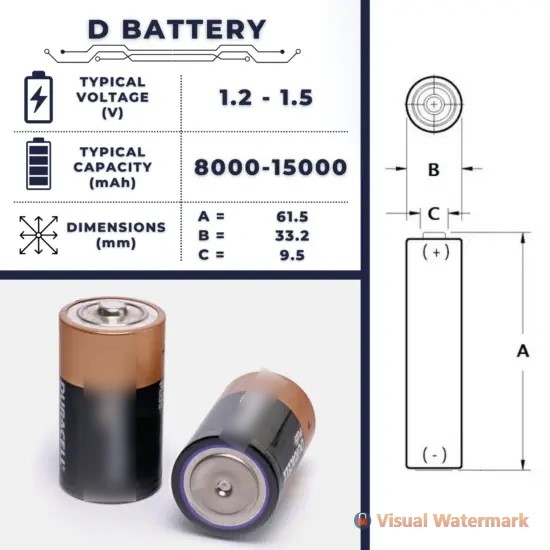 D BATTERY
TYPICAL
VOLTAGE
(V)
1.2 - 1.5
TYPICAL
CAPACITY
(mAh)
8000-15000
DIMENSIONS
(mm)
A = 61.5
B = 33.2
C = 9.5
B
C
(+)
A
(-)
DURACELL
Visual Watermark